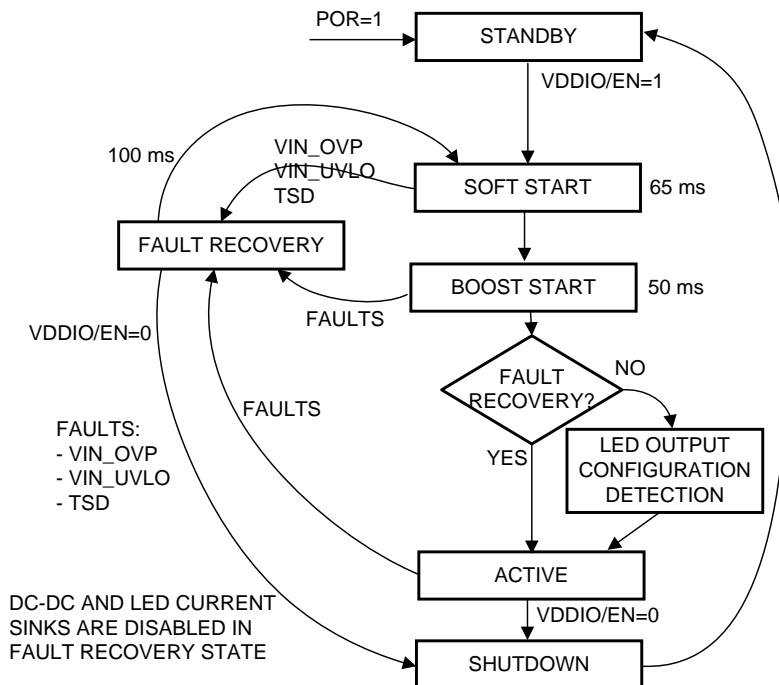 POR=1
STANDBY
VDDIO/EN=1
100 ms
VIN_OVP
VIN_UVLO
TSD
SOFT START
65 ms
FAULT RECOVERY
BOOST START
50 ms
FAULTS
VDDIO/EN=0
FAULT
RECOVERY?
NO
YES
FAULTS
LED OUTPUT
CONFIGURATION
DETECTION
FAULTS:
- VIN_OVP
- VIN_UVLO
- TSD
ACTIVE
VDDIO/EN=0
DC-DC AND LED CURRENT
SINKS ARE DISABLED IN
FAULT RECOVERY STATE
SHUTDOWN